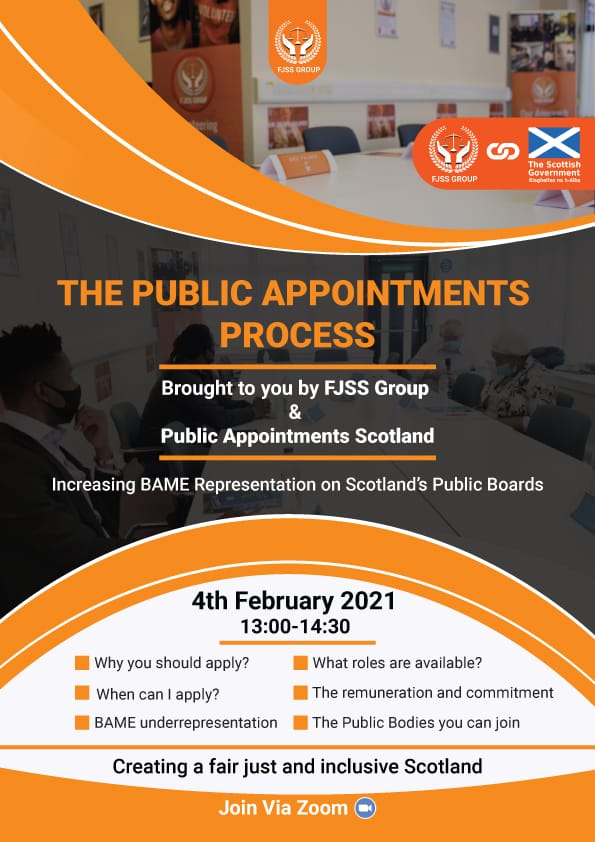 VOLUNTEER
FJSS GROUP
FJSS GROUP
FJSS GROUP
The Scottish
Government
Riaghaltas na h-Alba
THE PUBLIC APPOINTMENTS
PROCESS
Brought to you by FJSS Group
&
Public Appointments Scotland
Increasing BAME Representation on Scotland's Public Boards
4th February 2021
13:00-14:30
Why you should apply?
What roles are available?
When can I apply?
The remuneration and commitment
BAME underrepresentation
The Public Bodies you can join
Creating a fair just and inclusive Scotland
Join Via Zoom